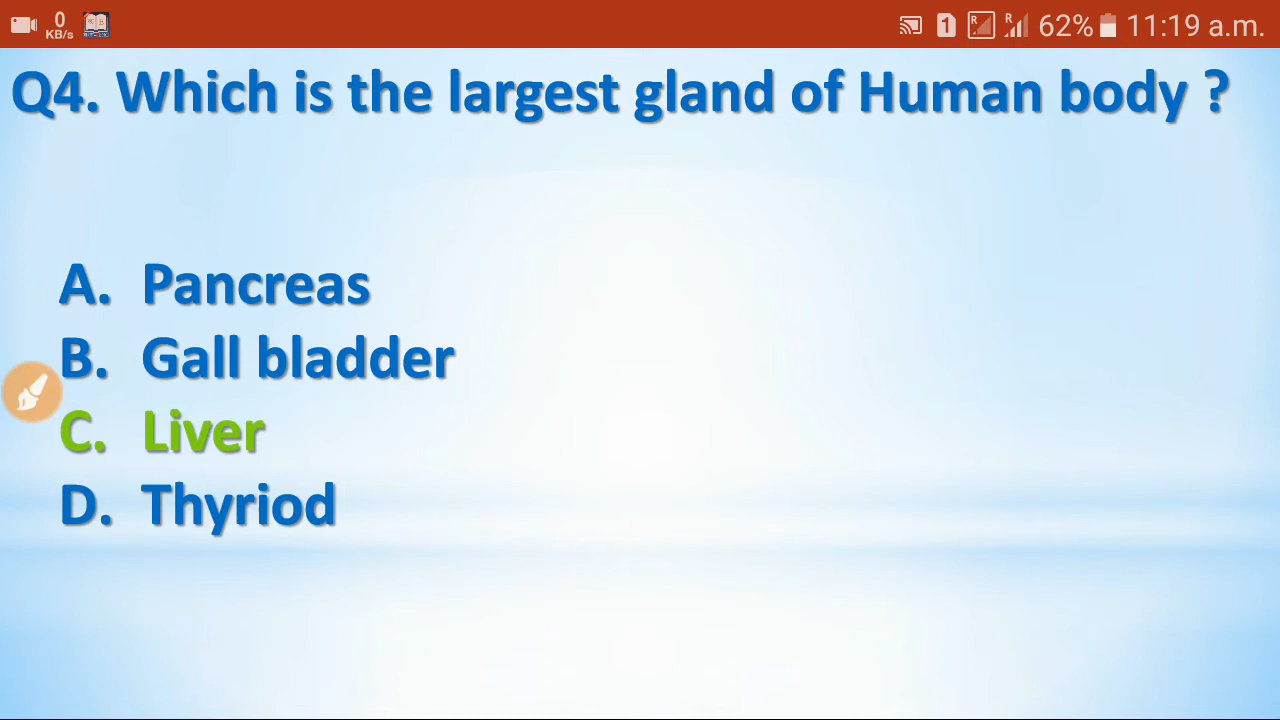 0
KB/s
1 R R 62% 11:19 a.m.
Q4. Which is the largest gland of Human body ?
A. Pancreas
B. Gall bladder
C. Liver
D. Thyriod